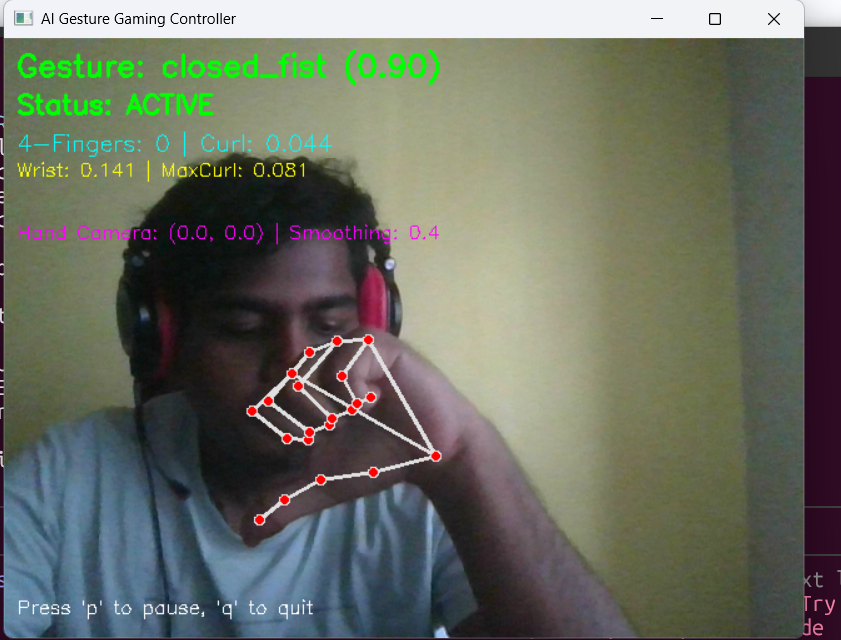 AI Gesture Gaming Controller
Gesture: closed_fist (0.90)
Status: ACTIVE
4-Fingers: 0 | Curl: 0.044
Wrist: 0.141 | MaxCurl: 0.081
Hand Camera: (0.0, 0.0) | Smoothing: 0.4
Press 'p' to pause, 'q' to quit
xt
Try
de